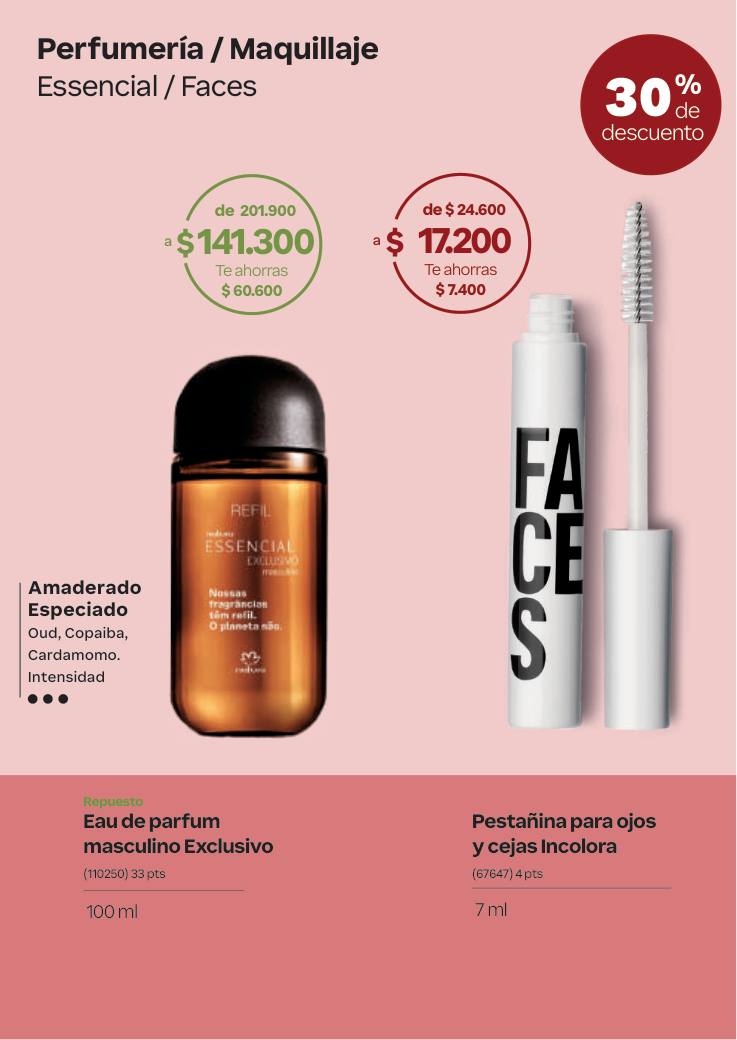 Perfumería / Maquillaje
Essencial / Faces
30%
de
descuento
de 201.900
a $141.300
Te ahorras
$ 60.600
de $ 24.600
a $ 17.200
Te ahorras
$ 7.400
REFIL
natura
ESSENCIAL
EXCLUSIVO
masculino
Nossas
fragrâncias
têm refil.
O planeta não.
natura
FA
CE
S
Amaderado
Especiado
Oud, Copaiba,
Cardamomo.
Intensidad
Repuesto
Eau de parfum
masculino Exclusivo
(110250) 33 pts
100 ml
Pestañina para ojos
y cejas Incolora
(67647) 4 pts
7 ml